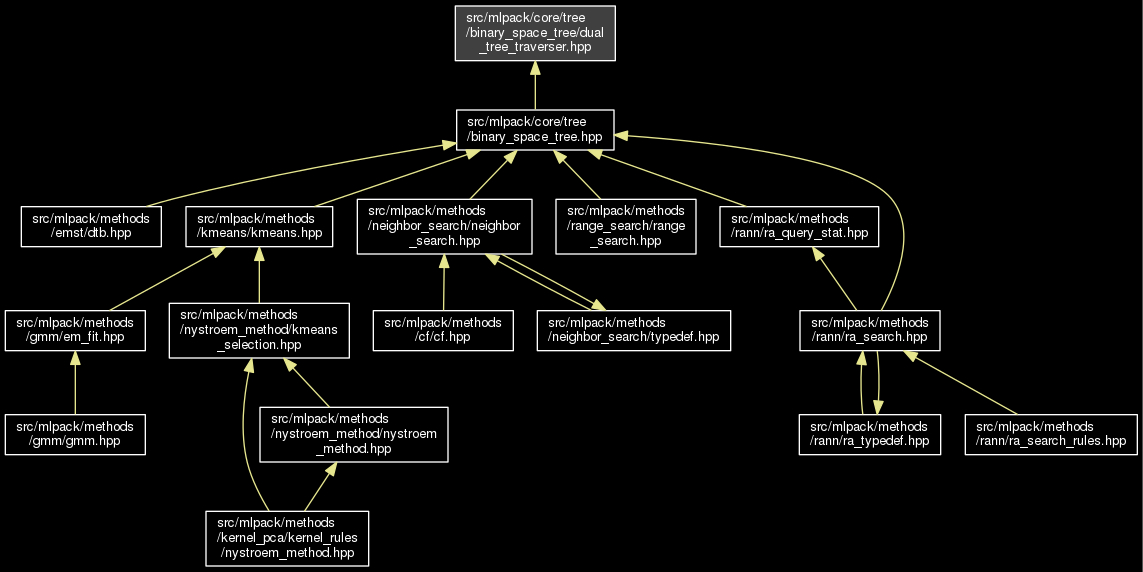 src/mlpack/core/tree
/binary_space_tree/dual
_tree_traverser.hpp
src/mlpack/core/tree
/binary_space_tree.hpp
src/mlpack/methods
/emst/dtb.hpp
src/mlpack/methods
/kmeans/kmeans.hpp
src/mlpack/methods
/neighbor_search/neighbor
_search.hpp
src/mlpack/methods
/range_search/range
_search.hpp
src/mlpack/methods
/rann/ra_query_stat.hpp
src/mlpack/methods
/gmm/em_fit.hpp
src/mlpack/methods
/nystroem_method/kmeans
_selection.hpp
src/mlpack/methods
/cf/cf.hpp
src/mlpack/methods
/neighbor_search/typedef.hpp
src/mlpack/methods
/rann/ra_search.hpp
src/mlpack/methods
/gmm/gmm.hpp
src/mlpack/methods
/nystroem_method/nystroem
_method.hpp
src/mlpack/methods
/rann/ra_typedef.hpp
src/mlpack/methods
/rann/ra_search_rules.hpp
src/mlpack/methods
/kernel_pca/kernel_rules
/nystroem_method.hpp